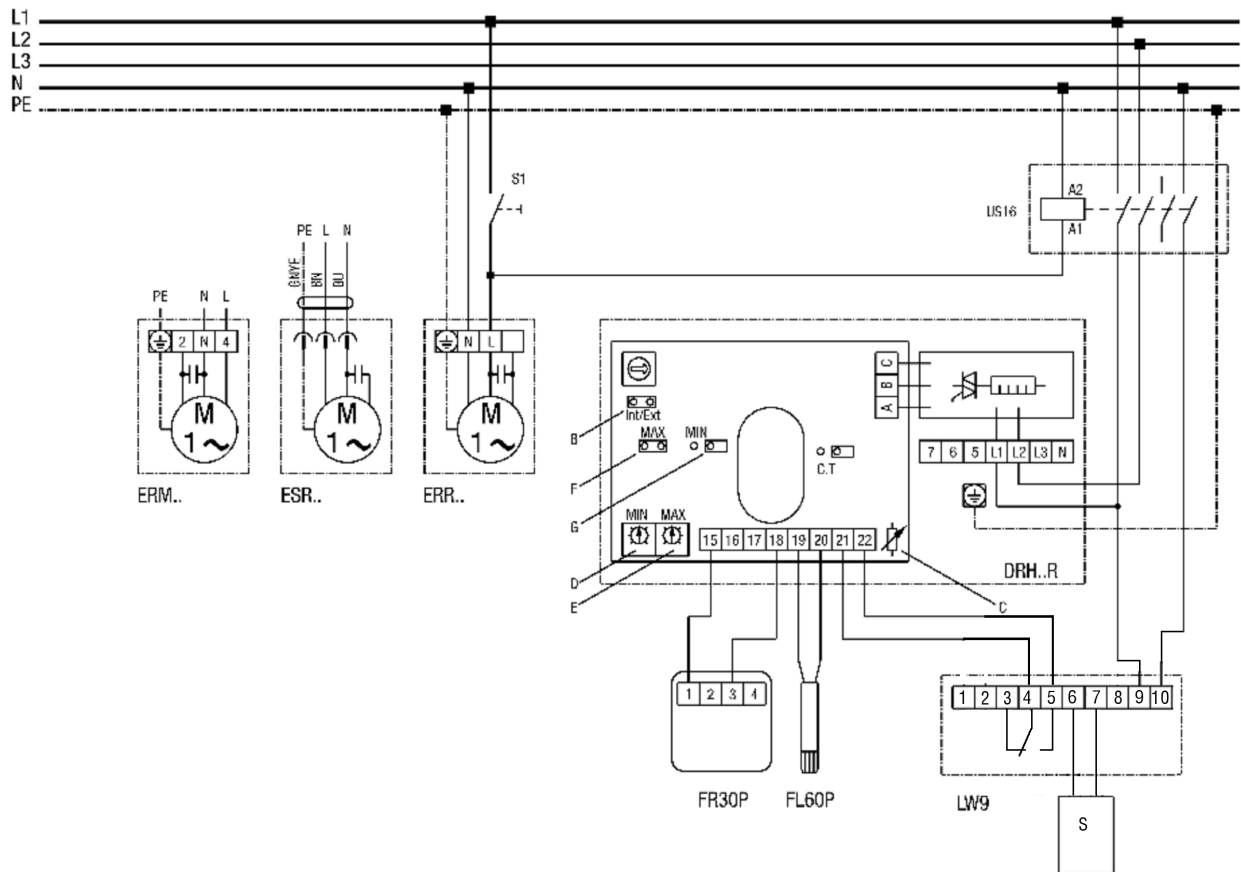 L1
L2
L3
N
PE
S1
A2
US16
A1
PE L N
GN/YE BN BU
PE N L
2 N 4
N L
M
1
M
1
M
1
ERM..
ESR..
ERR..
Int/Ext
MAX MIN
C.T
MIN MAX
15 16 17 18 19 20 21 22
C
B
A
7 6 5 L1 L2 L3 N
DRH..R
B
F
G
D
E
C
1 2 3 4
FR30P
FL60P
1 2 3 4 5 6 7 8 9 10
LW9
S